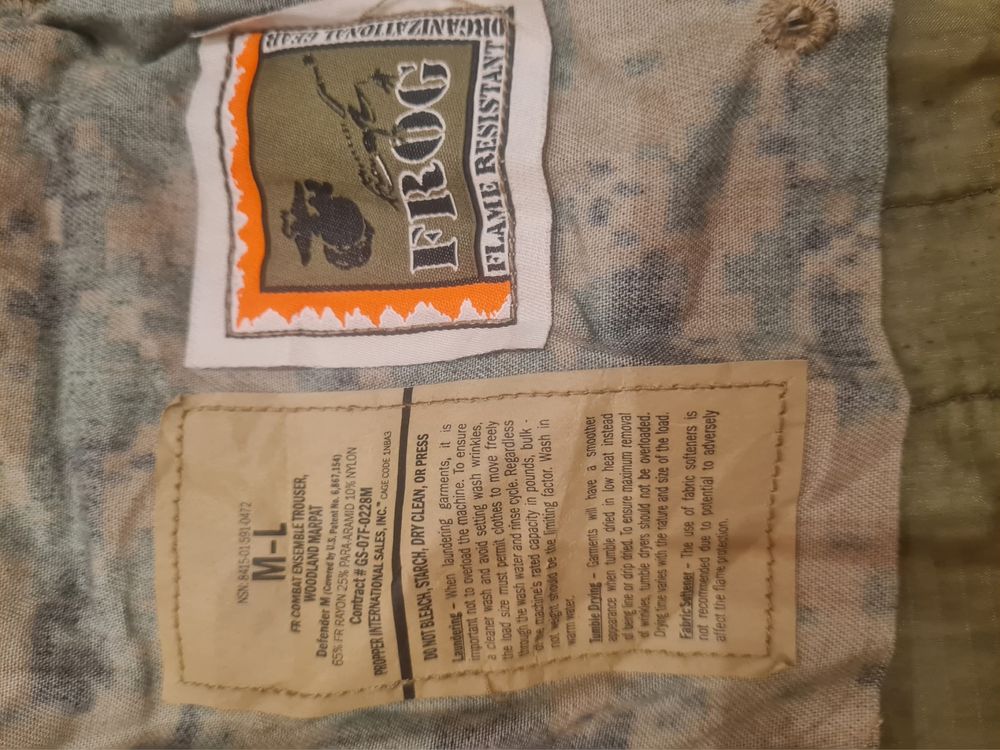 ORGANIZATIONAL GEAR
FROG
FLAME RESISTANT
NSN: 8415-01-591-0472
M-L
FR COMBAT ENSEMBLE TROUSER,
WOODLAND MARPAT
Defender M (Covered by U.S. Patent No. 6,867,154)
65% FR RAYON 25% PARA-ARAMID 10% NYLON
Contract # GS-07F-0228M
PROPPER INTERNATIONAL SALES, INC.™ CAGE CODE 1NBA3
DO NOT BLEACH, STARCH, DRY CLEAN, OR PRESS
Laundering – When laundering garments, it is
important not to overload the machine. To ensure
a cleaner wash and avoid setting wash wrinkles,
the load size must permit clothes to move freely
through the wash water and rinse cycle. Regardless
of the machine's rated capacity in pounds, bulk -
not weight should be the limiting factor. Wash in
warm water.
Tumble Drying – Garments will have a smoother
appearance when tumble dried in low heat instead
of being line or drip dried. To ensure maximum removal
of wrinkles, tumble dryers should not be overloaded.
Drying time varies with the nature and size of the load.
Fabric Softener – The use of fabric softeners is
not recommended due to potential to adversely
affect the flame protection.